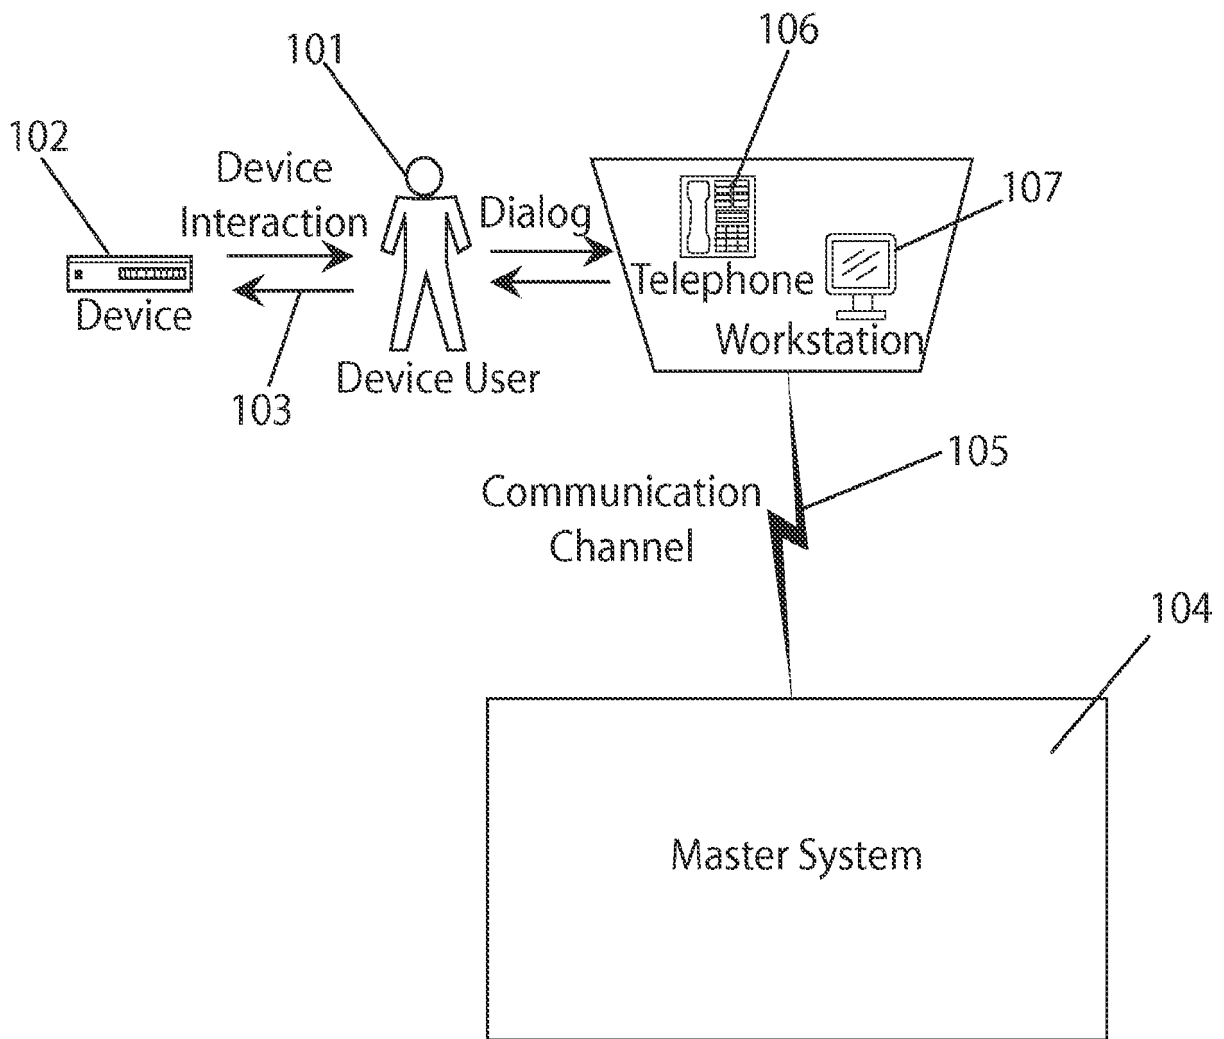 106
101
102
Device
Interaction
Dialog
107
Telephone
Device
Workstation
Device User
103
105
Communication
Channel
104
Master System